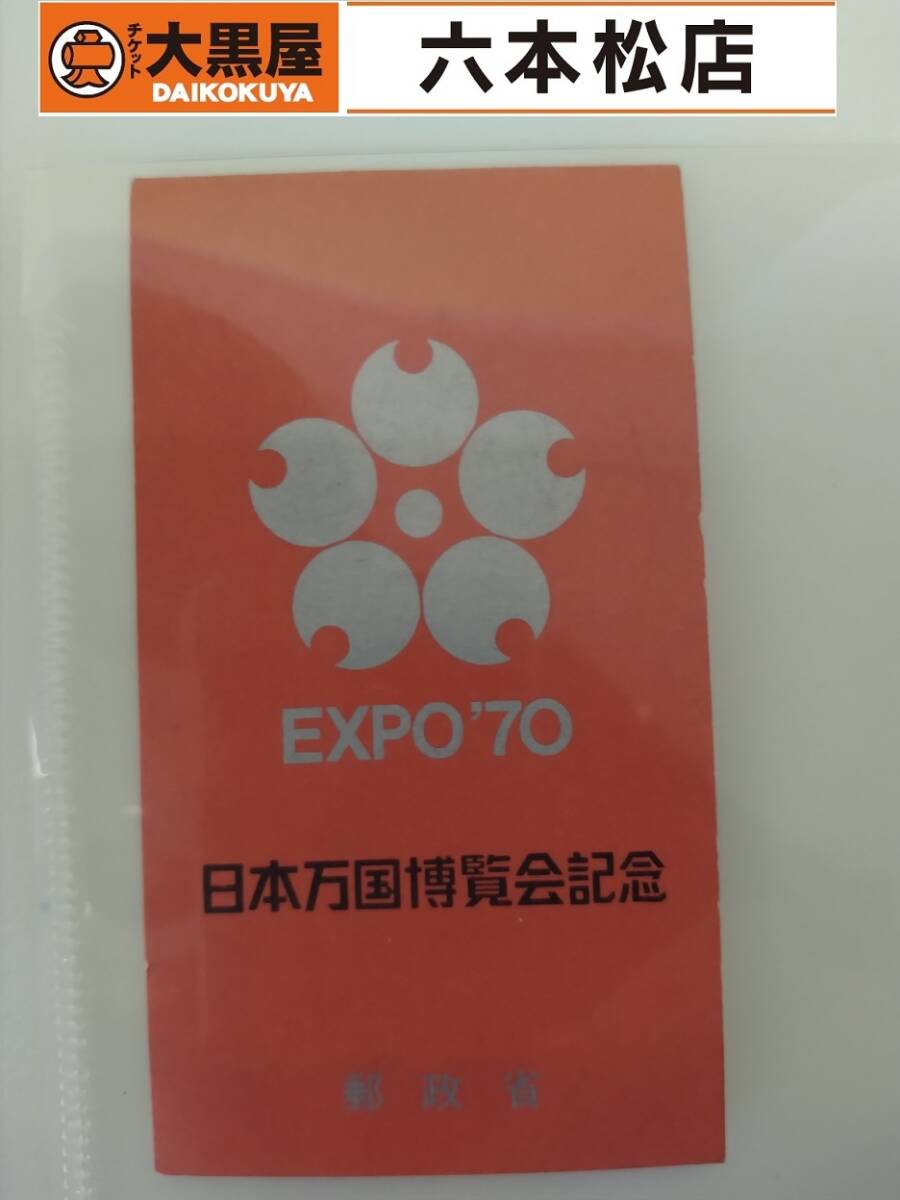 チケット
大黒屋
DAIKOKUYA
六本松店
EXPO'70
日本万国博覧会記念
郵政省